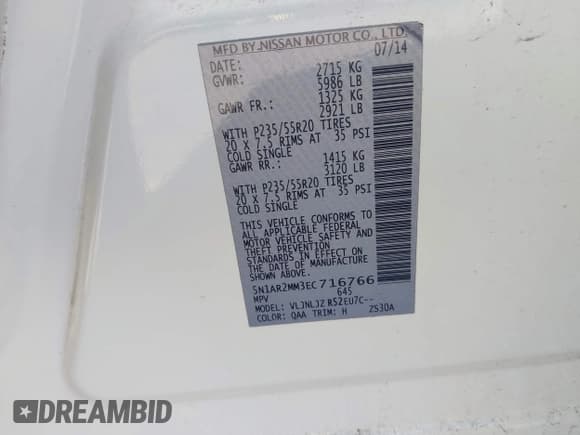 MFD BY NISSAN MOTOR CO., LTD.
DATE: 07/14
GVWR: 2715 KG
5986 LB
GAWR FR.: 1325 KG
2921 LB
WITH P235/55R20 TIRES
20 X 7.5 RIMS AT 35 PSI
COLD SINGLE
GAWR RR.: 1415 KG
3120 LB
WITH P235/55R20 TIRES
20 X 7.5 RIMS AT 35 PSI
COLD SINGLE
THIS VEHICLE CONFORMS TO
ALL APPLICABLE FEDERAL
MOTOR VEHICLE SAFETY AND
THEFT PREVENTION
STANDARDS IN EFFECT ON
THE DATE OF MANUFACTURE
SHOWN ABOVE.
5N1AR2MM3EC716766
MPV 645
MODEL: VLJNLJZ R52EU7C--
COLOR: QAA TRIM: H ZS30A
DREAMBID